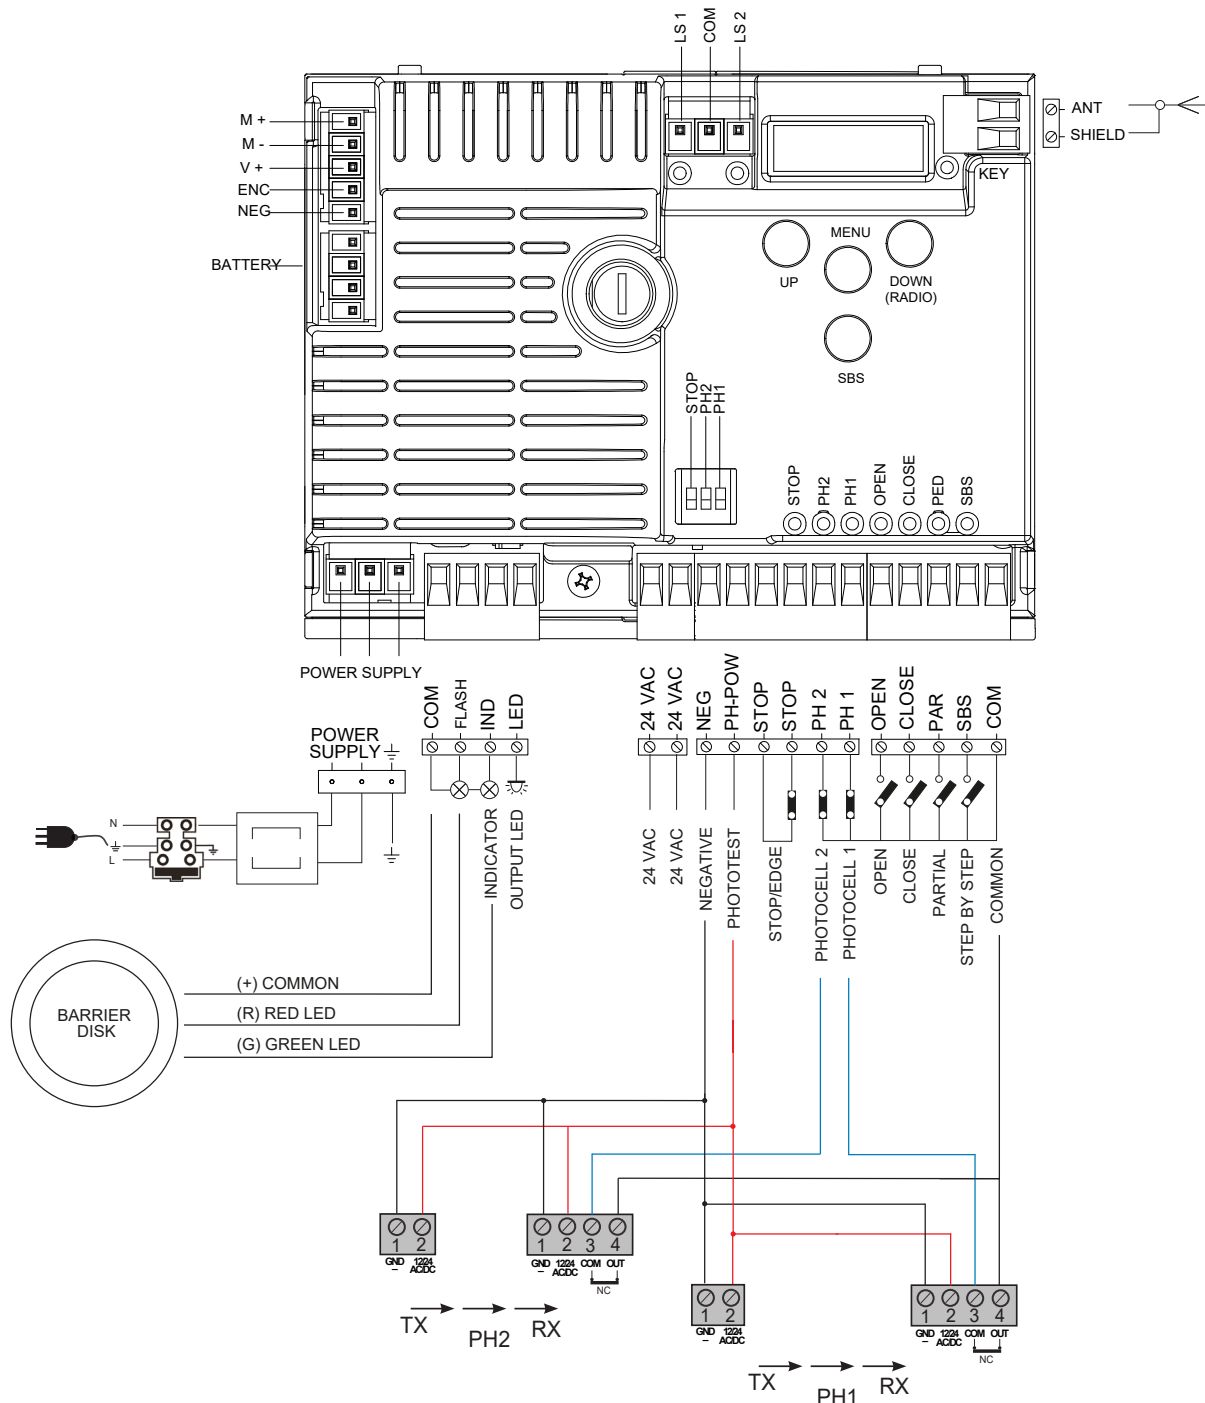 LS 1
COM
LS 2
M +
M -
V +
ENC
NEG
BATTERY
ANT
SHIELD
KEY
MENU
UP
DOWN
(RADIO)
SBS
STOP
PH2
PH1
STOP
PH2
PH1
OPEN
CLOSE
PED
SBS
POWER SUPPLY
COM
FLASH
IND
LED
24 VAC
24 VAC
NEG
PH-POW
STOP
STOP
PH 2
PH 1
OPEN
CLOSE
PAR
SBS
COM
POWER
SUPPLY
N
L
INDICATOR
OUTPUT LED
24 VAC
24 VAC
NEGATIVE
PHOTOTEST
STOP/EDGE
PHOTOCELL 2
PHOTOCELL 1
OPEN
CLOSE
PARTIAL
STEP BY STEP
COMMON
BARRIER
DISK
(+) COMMON
(R) RED LED
(G) GREEN LED
1 2
GND
–
12/24
AC/DC
1 2 3 4
GND
–
12/24
AC/DC
COM
OUT
NC
TX
PH2
RX
1 2
GND
–
12/24
AC/DC
1 2 3 4
GND
–
12/24
AC/DC
COM
OUT
NC
TX
PH1
RX